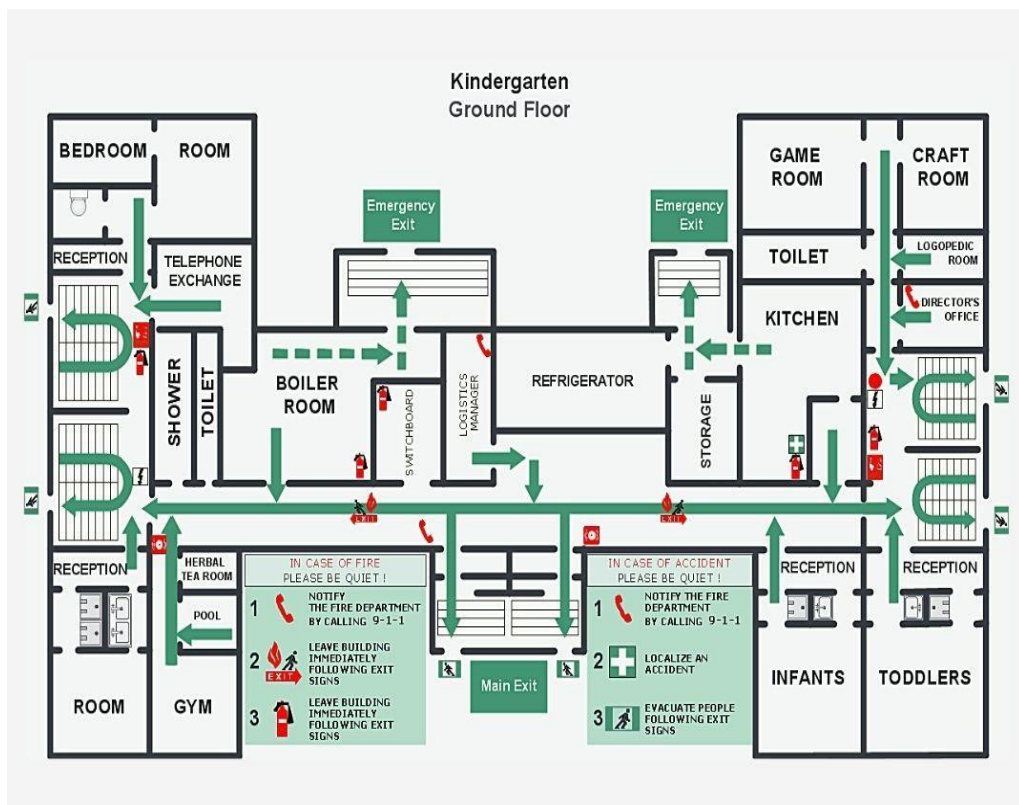 Kindergarten
Ground Floor
BEDROOM
ROOM
GAME
ROOM
CRAFT
ROOM
Emergency
Exit
Emergency
Exit
RECEPTION
TELEPHONE
EXCHANGE
TOILET
LOGOPEDIC
ROOM
DIRECTOR'S
OFFICE
KITCHEN
SHOWER
TOILET
BOILER
ROOM
SWITCHBOARD
LOGISTICS
MANAGER
REFRIGERATOR
STORAGE
EXIT
EXIT
RECEPTION
HERBAL
TEA ROOM
POOL
ROOM
GYM
IN CASE OF FIRE
PLEASE BE QUIET !
1 NOTIFY
THE FIRE DEPARTMENT
BY CALLING 9-1-1
2 LEAVE BUILDING
IMMEDIATELY
FOLLOWING EXIT
SIGNS
EXIT
3 LEAVE BUILDING
IMMEDIATELY
FOLLOWING EXIT
SIGNS
Main Exit
IN CASE OF ACCIDENT
PLEASE BE QUIET !
1 NOTIFY THE FIRE
DEPARTMENT
BY CALLING 9-1-1
2 LOCALIZE AN
ACCIDENT
3 EVACUATE PEOPLE
FOLLOWING EXIT
SIGNS
RECEPTION
RECEPTION
INFANTS
TODDLERS